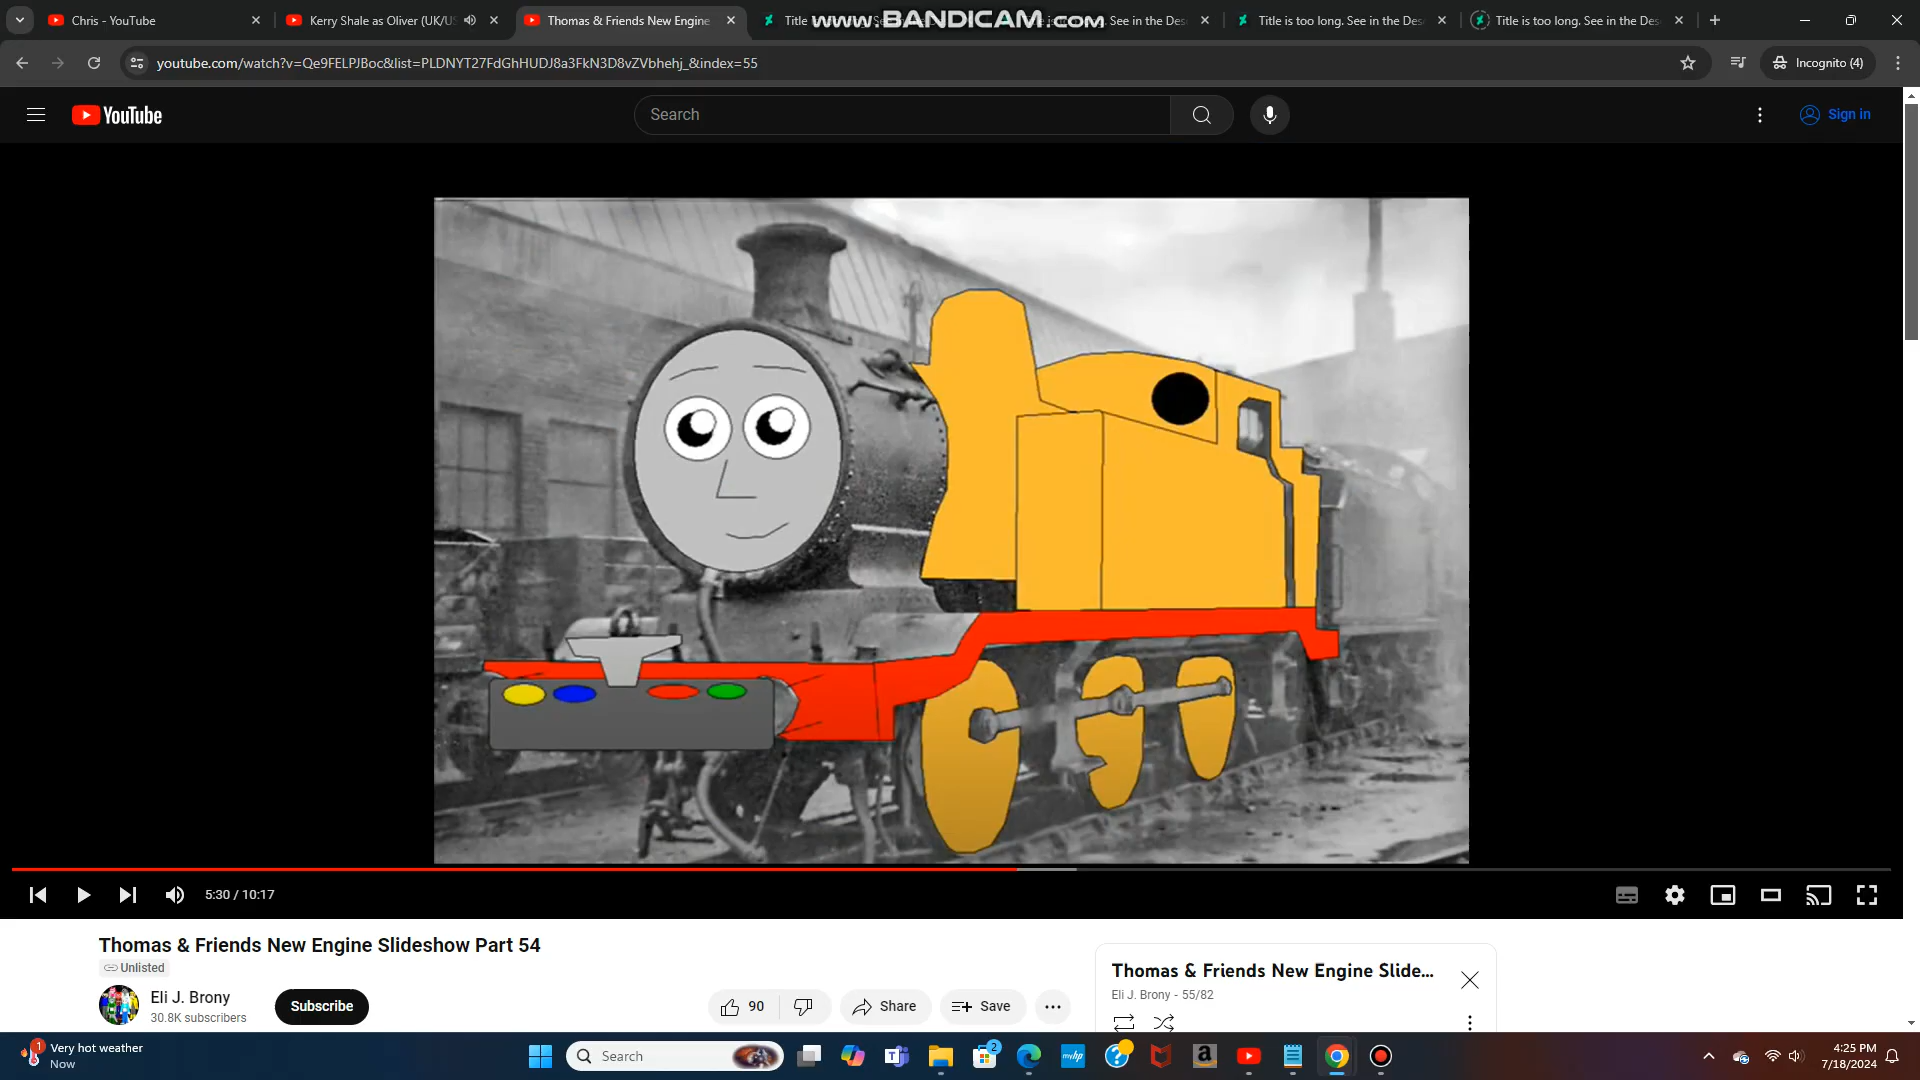 Chris - YouTube
Kerry Shale as Oliver (UK/US
Thomas & Friends New Engine
Title
www.BANDICAM.com
See in the Des
Title is too long. See in the Des
Title is too long. See in the Des
youtube.com/watch?v=Qe9FELPJBoc&list=PLDNYT27FdGhHUDJ8a3FkN3D8vZVbhehj_&index=55
Incognito (4)
YouTube
Search
Sign in
5:30 / 10:17
Thomas & Friends New Engine Slideshow Part 54
Unlisted
Eli J. Brony
30.8K subscribers
Subscribe
90
Share
Save
Thomas & Friends New Engine Slide...
Eli J. Brony - 55/82
1
Very hot weather
Now
Search
2
myhp
4:25 PM
7/18/2024